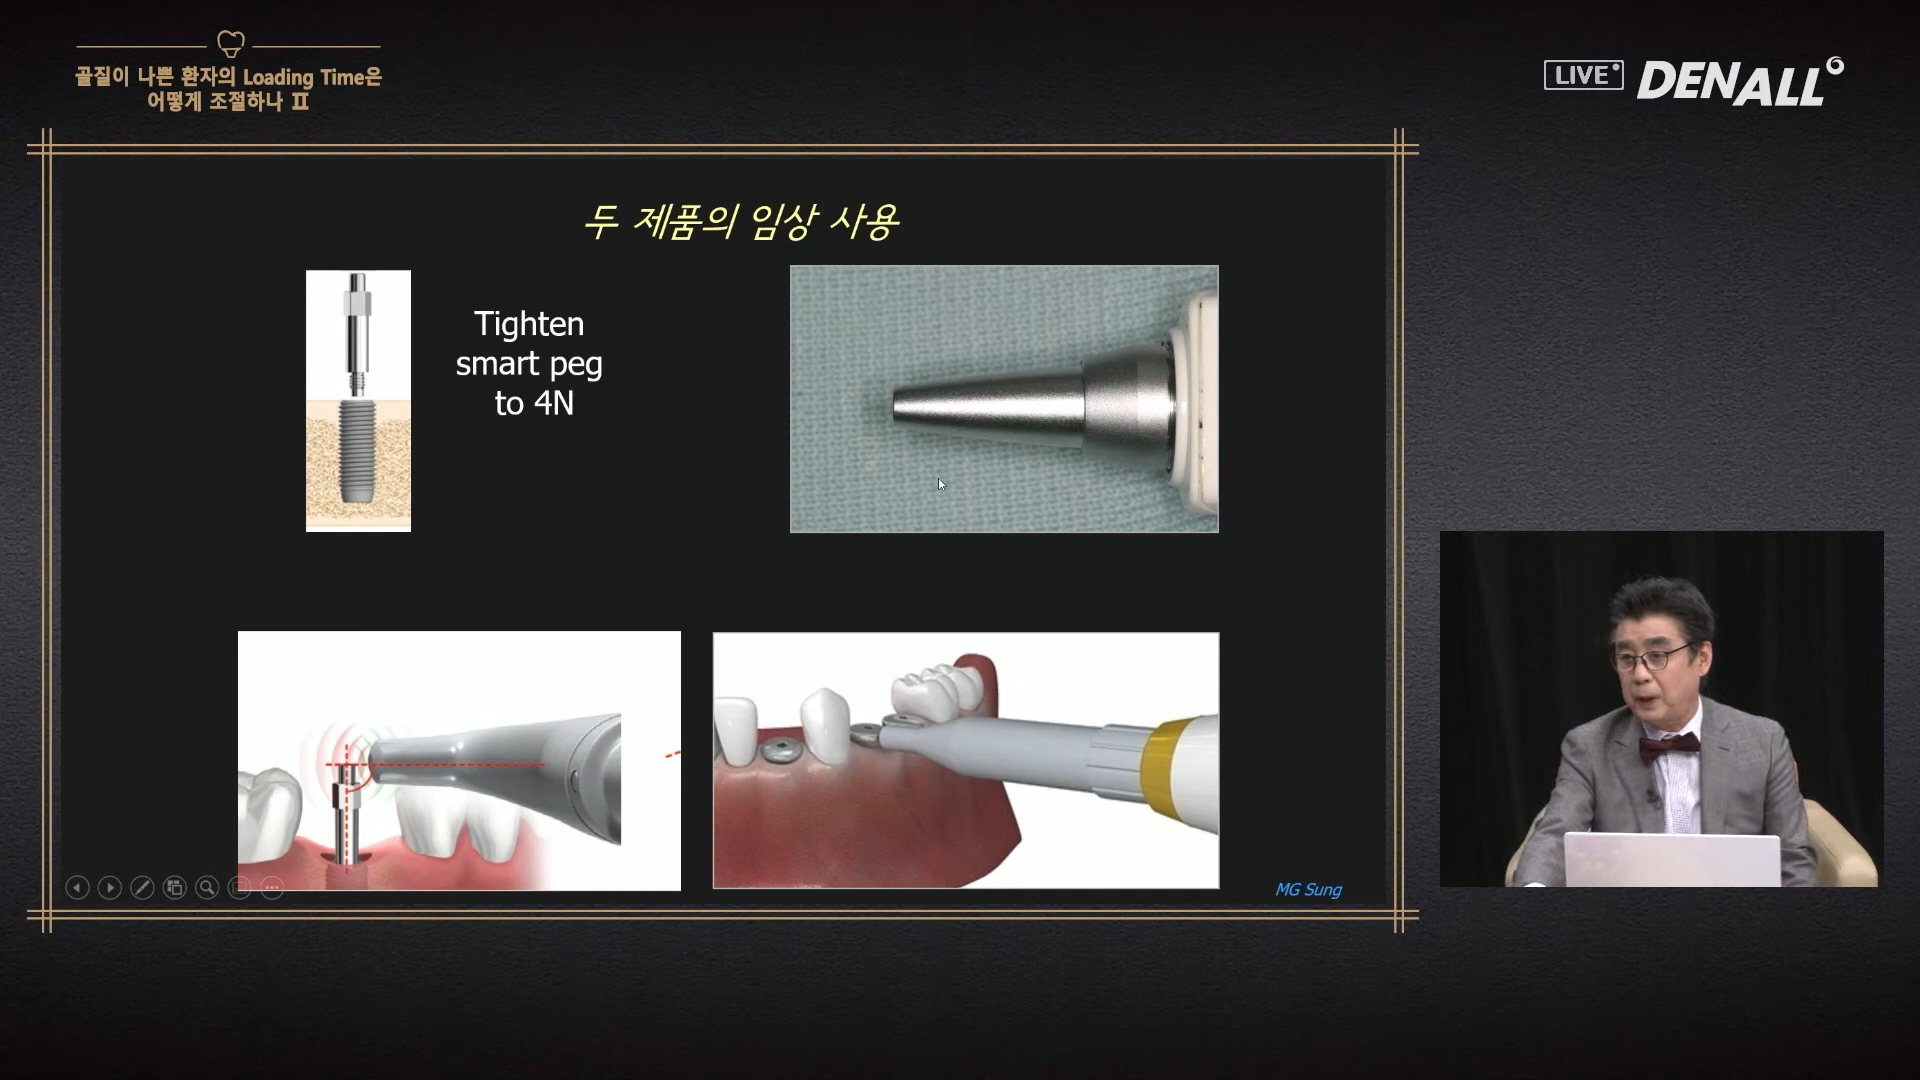 골질이 나쁜 환자의 Loading Time은
어떻게 조절하나 Ⅱ
LIVE
DENALL
두 제품의 임상 사용
Tighten
smart peg
to 4N
MG Sung